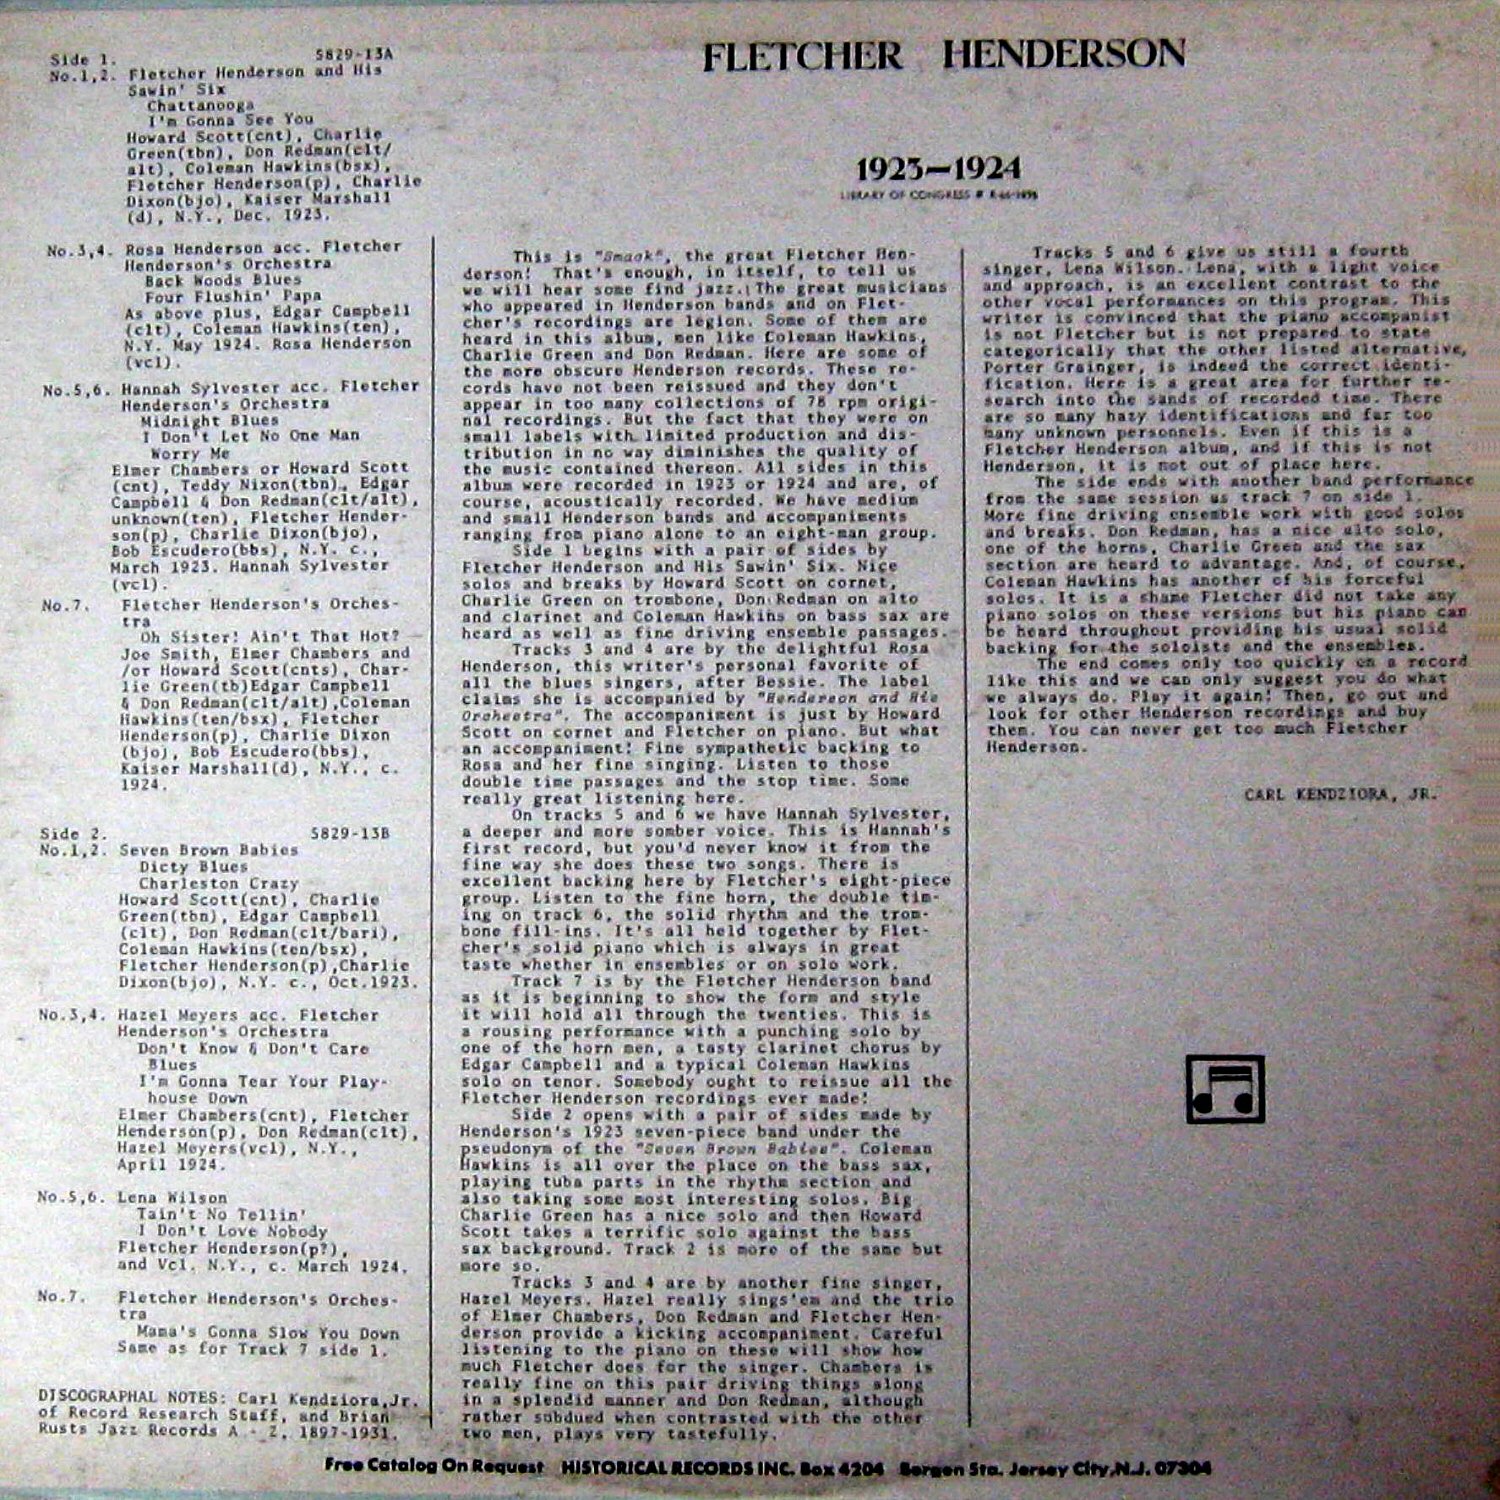 FLETCHER HENDERSON
1923—1924
LIBRARY OF CONGRESS #
Side 1. 5829-13A
No.1,2. Fletcher Henderson and His
Sawin' Six
Chattanooga
I'm Gonna See You
Howard Scott(cnt), Charlie
Green(tbn), Don Redman(clt/
alt), Coleman Hawkins(bsx),
Fletcher Henderson(p), Charlie
Dixon(bjo), Kaiser Marshall
(d), N.Y., Dec. 1923.
No.3,4. Rosa Henderson acc. Fletcher
Henderson's Orchestra
Back Woods Blues
Four Flushin' Papa
As above plus, Edgar Campbell
(clt), Coleman Hawkins(ten),
N.Y. May 1924. Rosa Henderson
(vcl).
No.5,6. Hannah Sylvester acc. Fletcher
Henderson's Orchestra
Midnight Blues
I Don't Let No One Man
Worry Me
Elmer Chambers or Howard Scott
(cnt), Teddy Nixon(tbn), Edgar
Campbell & Don Redman(clt/alt),
unknown(ten), Fletcher Hender-
son(p), Charlie Dixon(bjo),
Bob Escudero(bbs), N.Y. c.,
March 1923. Hannah Sylvester
(vcl).
No.7. Fletcher Henderson's Orches-
tra
Oh Sister! Ain't That Hot?
Joe Smith, Elmer Chambers and
/or Howard Scott(cnts), Char-
lie Green(tb)Edgar Campbell
& Don Redman(clt/alt),Coleman
Hawkins(ten/bsx), Fletcher
Henderson(p), Charlie Dixon
(bjo), Bob Escudero(bbs),
Kaiser Marshall(d), N.Y., c.
1924.
Side 2. 5829-13B
No.1,2. Seven Brown Babies
Dicty Blues
Charleston Crazy
Howard Scott(cnt), Charlie
Green(tbn), Edgar Campbell
(clt), Don Redman(clt/bari),
Coleman Hawkins(ten/bsx),
Fletcher Henderson(p),Charlie
Dixon(bjo), N.Y. c., Oct.1923.
No.3,4. Hazel Meyers acc. Fletcher
Henderson's Orchestra
Don't Know & Don't Care
Blues
I'm Gonna Tear Your Play-
house Down
Elmer Chambers(cnt), Fletcher
Henderson(p), Don Redman(clt),
Hazel Meyers(vcl), N.Y.,
April 1924.
No.5,6. Lena Wilson
Tain't No Tellin'
I Don't Love Nobody
Fletcher Henderson(p?),
and Vcl. N.Y., c. March 1924.
No.7. Fletcher Henderson's Orches-
tra
Mama's Gonna Slow You Down
Same as for Track 7 side 1.
DISCOGRAPHAL NOTES: Carl Kendziora,Jr.
of Record Research Staff, and Brian
Rusts Jazz Records A - Z, 1897-1931.
This is "Smack", the great Fletcher Hen-
derson! That's enough, in itself, to tell us
we will hear some find jazz. The great musicians
who appeared in Henderson bands and on Flet-
cher's recordings are legion. Some of them are
heard in this album, men like Coleman Hawkins,
Charlie Green and Don Redman. Here are some of
the more obscure Henderson records. These re-
cords have not been reissued and they don't
appear in too many collections of 78 rpm origi-
nal recordings. But the fact that they were on
small labels with limited production and dis-
tribution in no way diminishes the quality of
the music contained thereon. All sides in this
album were recorded in 1923 or 1924 and are, of
course, acoustically recorded. We have medium
and small Henderson bands and accompaniments
ranging from piano alone to an eight-man group.
Side 1 begins with a pair of sides by
Fletcher Henderson and His Sawin' Six. Nice
solos and breaks by Howard Scott on cornet,
Charlie Green on trombone, Don Redman on alto
and clarinet and Coleman Hawkins on bass sax are
heard as well as fine driving ensemble passages.
Tracks 3 and 4 are by the delightful Rosa
Henderson, this writer's personal favorite of
all the blues singers, after Bessie. The label
claims she is accompanied by "Henderson and His
Orchestra". The accompaniment is just by Howard
Scott on cornet and Fletcher on piano. But what
an accompaniment! Fine sympathetic backing to
Rosa and her fine singing. Listen to those
double time passages and the stop time. Some
really great listening here.
On tracks 5 and 6 we have Hannah Sylvester,
a deeper and more somber voice. This is Hannah's
first record, but you'd never know it from the
fine way she does these two songs. There is
excellent backing here by Fletcher's eight-piece
group. Listen to the fine horn, the double tim-
ing on track 6, the solid rhythm and the trom-
bone fill-ins. It's all held together by Flet-
cher's solid piano which is always in great
taste whether in ensembles or on solo work.
Track 7 is by the Fletcher Henderson band
as it is beginning to show the form and style
it will hold all through the twenties. This is
a rousing performance with a punching solo by
one of the horn men, a tasty clarinet chorus by
Edgar Campbell and a typical Coleman Hawkins
solo on tenor. Somebody ought to reissue all the
Fletcher Henderson recordings ever made!
Side 2 opens with a pair of sides made by
Henderson's 1923 seven-piece band under the
pseudonym of the "Seven Brown Babies". Coleman
Hawkins is all over the place on the bass sax,
playing tuba parts in the rhythm section and
also taking some most interesting solos. Big
Charlie Green has a nice solo and then Howard
Scott takes a terrific solo against the bass
sax background. Track 2 is more of the same but
more so.
Tracks 3 and 4 are by another fine singer,
Hazel Meyers. Hazel really sings'em and the trio
of Elmer Chambers, Don Redman and Fletcher Hen-
derson provide a kicking accompaniment. Careful
listening to the piano on these will show how
much Fletcher does for the singer. Chambers is
really fine on this pair driving things along
in a splendid manner and Don Redman, although
rather subdued when contrasted with the other
two men, plays very tastefully.
Tracks 5 and 6 give us still a fourth
singer, Lena Wilson. Lena, with a light voice
and approach, is an excellent contrast to the
other vocal performances on this program. This
writer is convinced that the piano accompanist
is not Fletcher but is not prepared to state
categorically that the other listed alternative,
Porter Grainger, is indeed the correct identi-
fication. Here is a great area for further re-
search into the sands of recorded time. There
are so many hazy identifications and far too
many unknown personnels. Even if this is a
Fletcher Henderson album, and if this is not
Henderson, it is not out of place here.
The side ends with another band performance
from the same session as track 7 on side 1.
More fine driving ensemble work with good solos
and breaks. Don Redman, has a nice alto solo,
one of the horns, Charlie Green and the sax
section are heard to advantage. And, of course,
Coleman Hawkins has another of his forceful
solos. It is a shame Fletcher did not take any
piano solos on these versions but his piano can
be heard throughout providing his usual solid
backing for the soloists and the ensembles.
The end comes only too quickly on a record
like this and we can only suggest you do what
we always do. Play it again! Then, go out and
look for other Henderson recordings and buy
them. You can never get too much Fletcher
Henderson.
CARL KENDZIORA, JR.
Free Catalog On Request HISTORICAL RECORDS INC. Box 4204 Bergen Sta. Jersey City,N.J. 07304